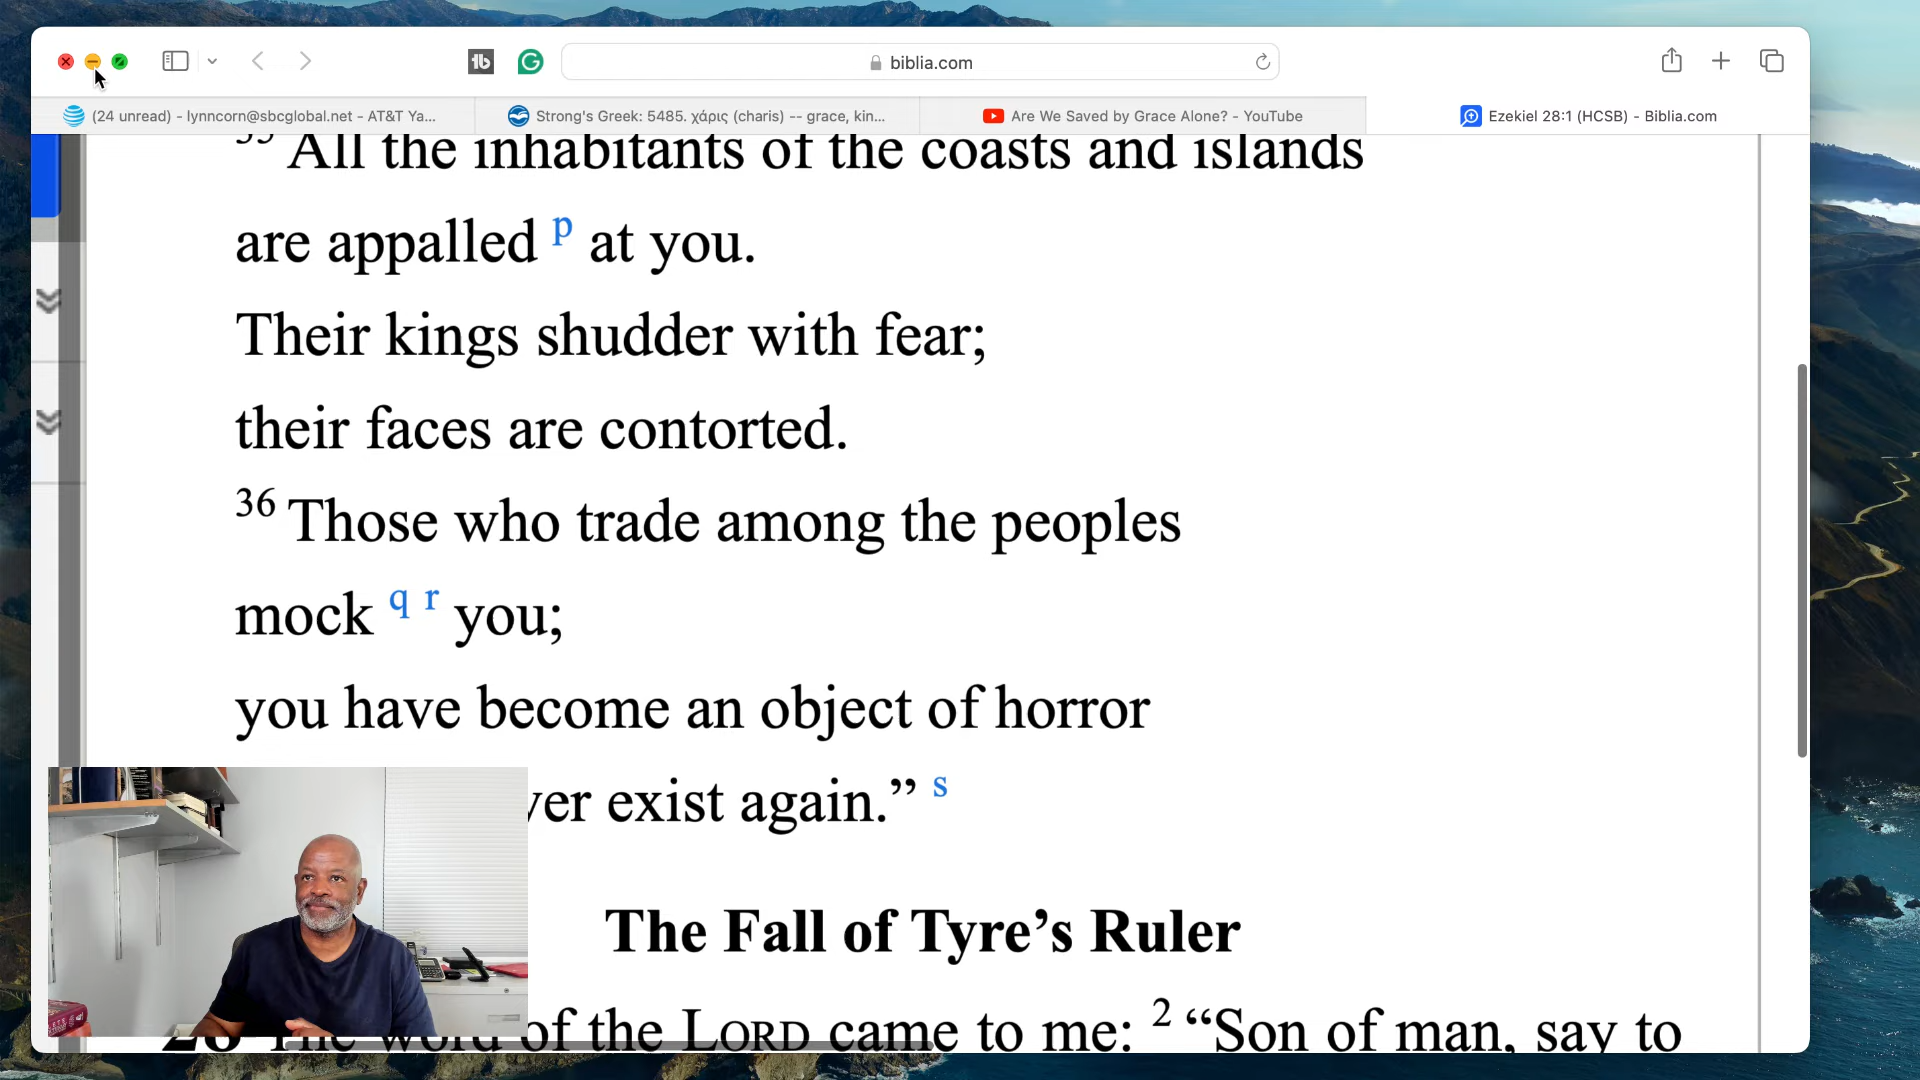 biblia.com
(24 unread) - lynncorn@sbcglobal.net - AT&T Ya...
Strong's Greek: 5485. χάρις (charis) -- grace, kin...
Are We Saved by Grace Alone? - YouTube
Ezekiel 28:1 (HCSB) - Biblia.com
35 All the inhabitants of the coasts and islands
are appalled p at you.
Their kings shudder with fear;
their faces are contorted.
36 Those who trade among the peoples
mock q r you;
you have become an object of horror
ver exist again.” s
The Fall of Tyre’s Ruler
28 The word of the LORD came to me: 2 “Son of man, say to